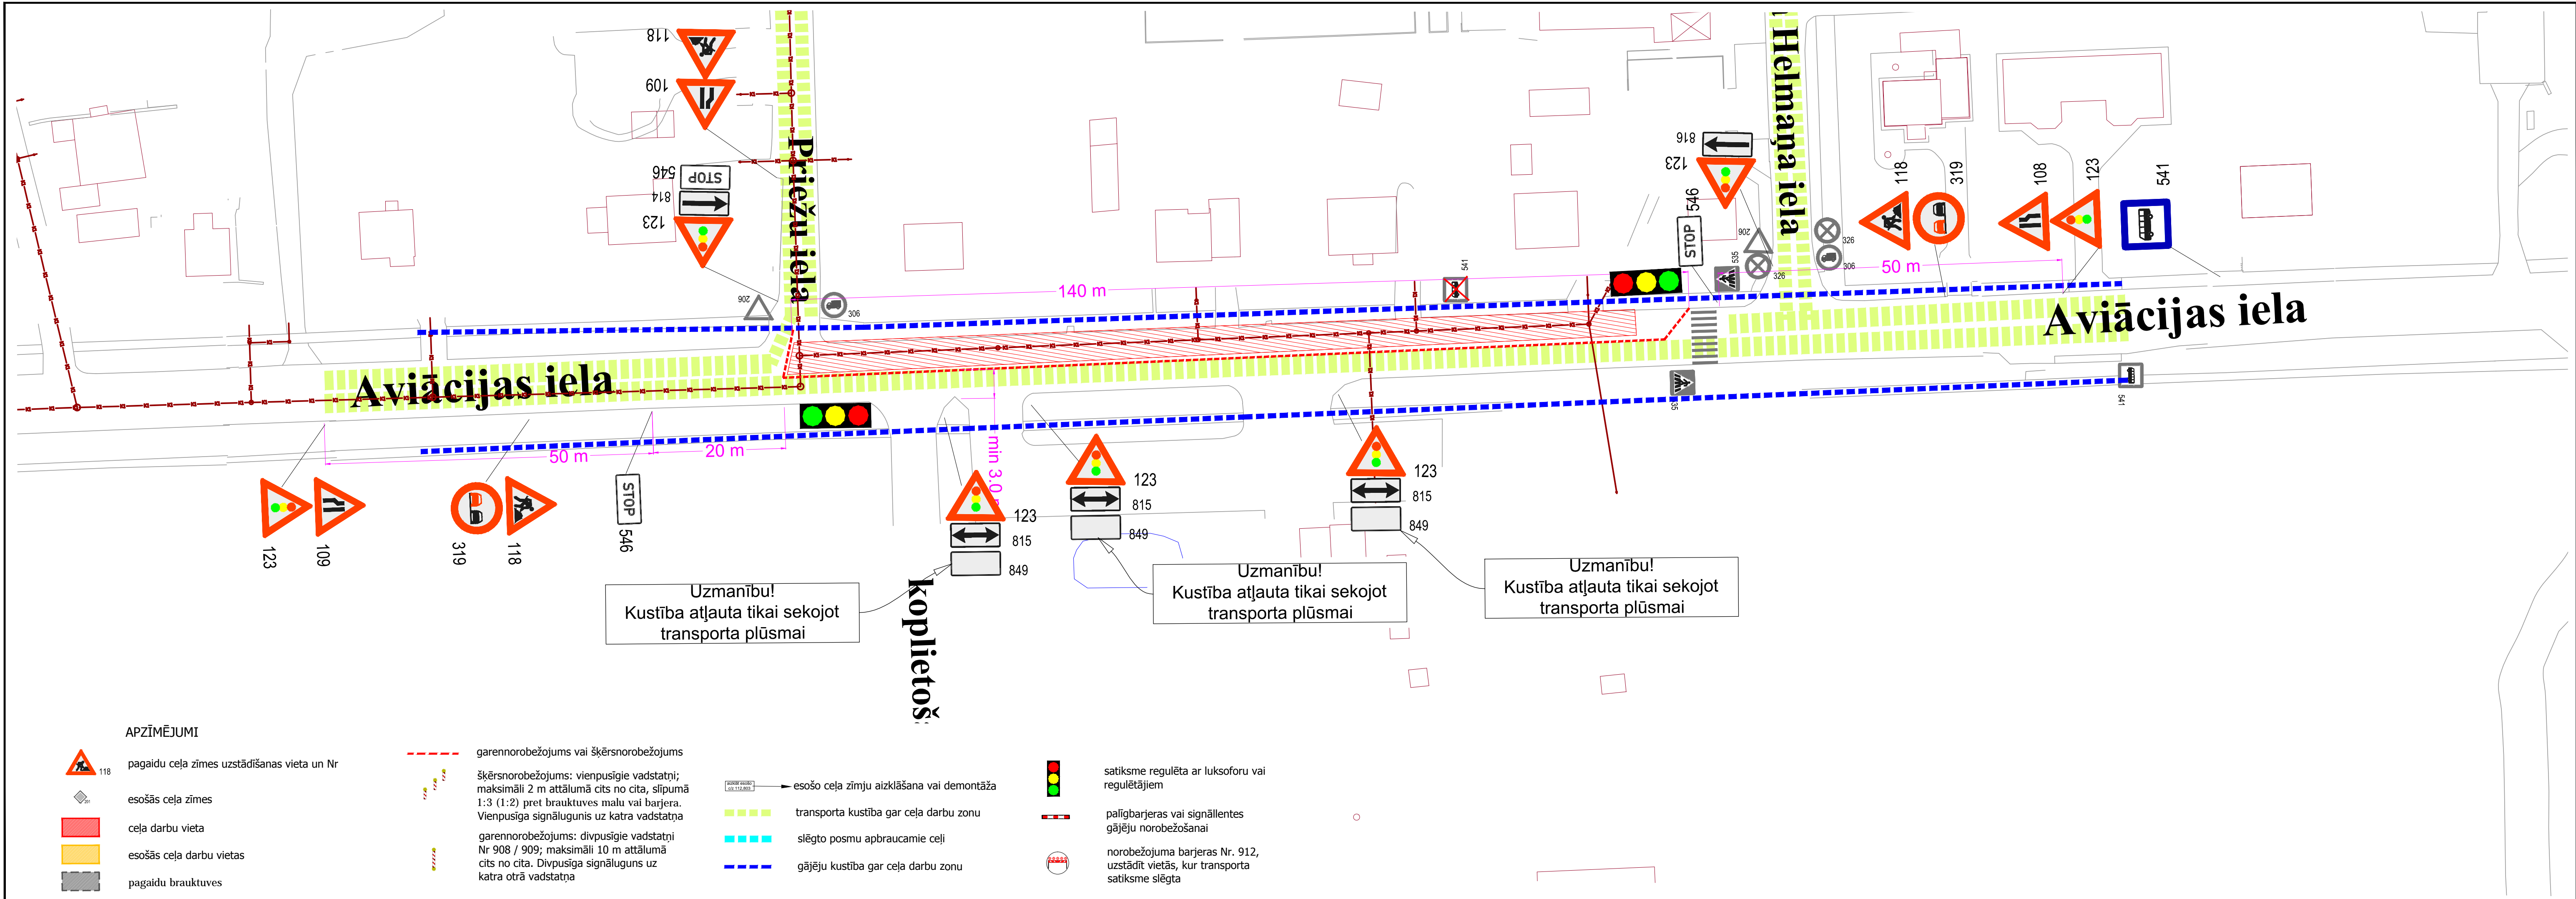 118
109
Priežu iela
546
STOP
814
123
206
306
140 m
541
816
123
546
STOP
535
206
326
Helmaņa iela
326
306
118
319
108
123
541
50 m
Aviācijas iela
Aviācijas iela
50 m
20 m
min 3.0
535
541
123
109
319
118
STOP
546
123
815
849
123
815
849
123
815
849
koplietoš
Uzmanību!
Kustība atļauta tikai sekojot
transporta plūsmai
Uzmanību!
Kustība atļauta tikai sekojot
transporta plūsmai
Uzmanību!
Kustība atļauta tikai sekojot
transporta plūsmai
APZĪMĒJUMI
118
pagaidu ceļa zīmes uzstādīšanas vieta un Nr
201
esošās ceļa zīmes
ceļa darbu vieta
esošās ceļa darbu vietas
pagaidu brauktuves
garennorobežojums vai šķērsnorobežojums
šķērsnorobežojums: vienpusīgie vadstatņi;
maksimāli 2 m attālumā cits no cita, slīpumā
1:3 (1:2) pret brauktuves malu vai barjera.
Vienpusīga signālugunis uz katra vadstatņa
garennorobežojums: divpusīgie vadstatņi
Nr 908 / 909; maksimāli 10 m attālumā
cits no cita. Divpusīga signāluguns uz
katra otrā vadstatņa
esošo ceļa zīmju aizklāšana vai demontāža
transporta kustība gar ceļa darbu zonu
slēgto posmu apbraucamie ceļi
gājēju kustība gar ceļa darbu zonu
satiksme regulēta ar luksoforu vai
regulētājiem
palīgbarjeras vai signāllentes
gājēju norobežošanai
norobežojuma barjeras Nr. 912,
uzstādīt vietās, kur transporta
satiksme slēgta